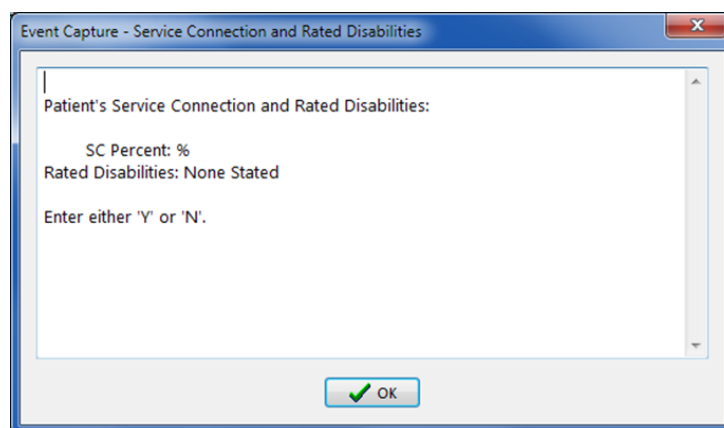 Event Capture - Service Connection and Rated Disabilities
Patient's Service Connection and Rated Disabilities:
SC Percent: %
Rated Disabilities: None Stated
Enter either 'Y' or 'N'.
OK